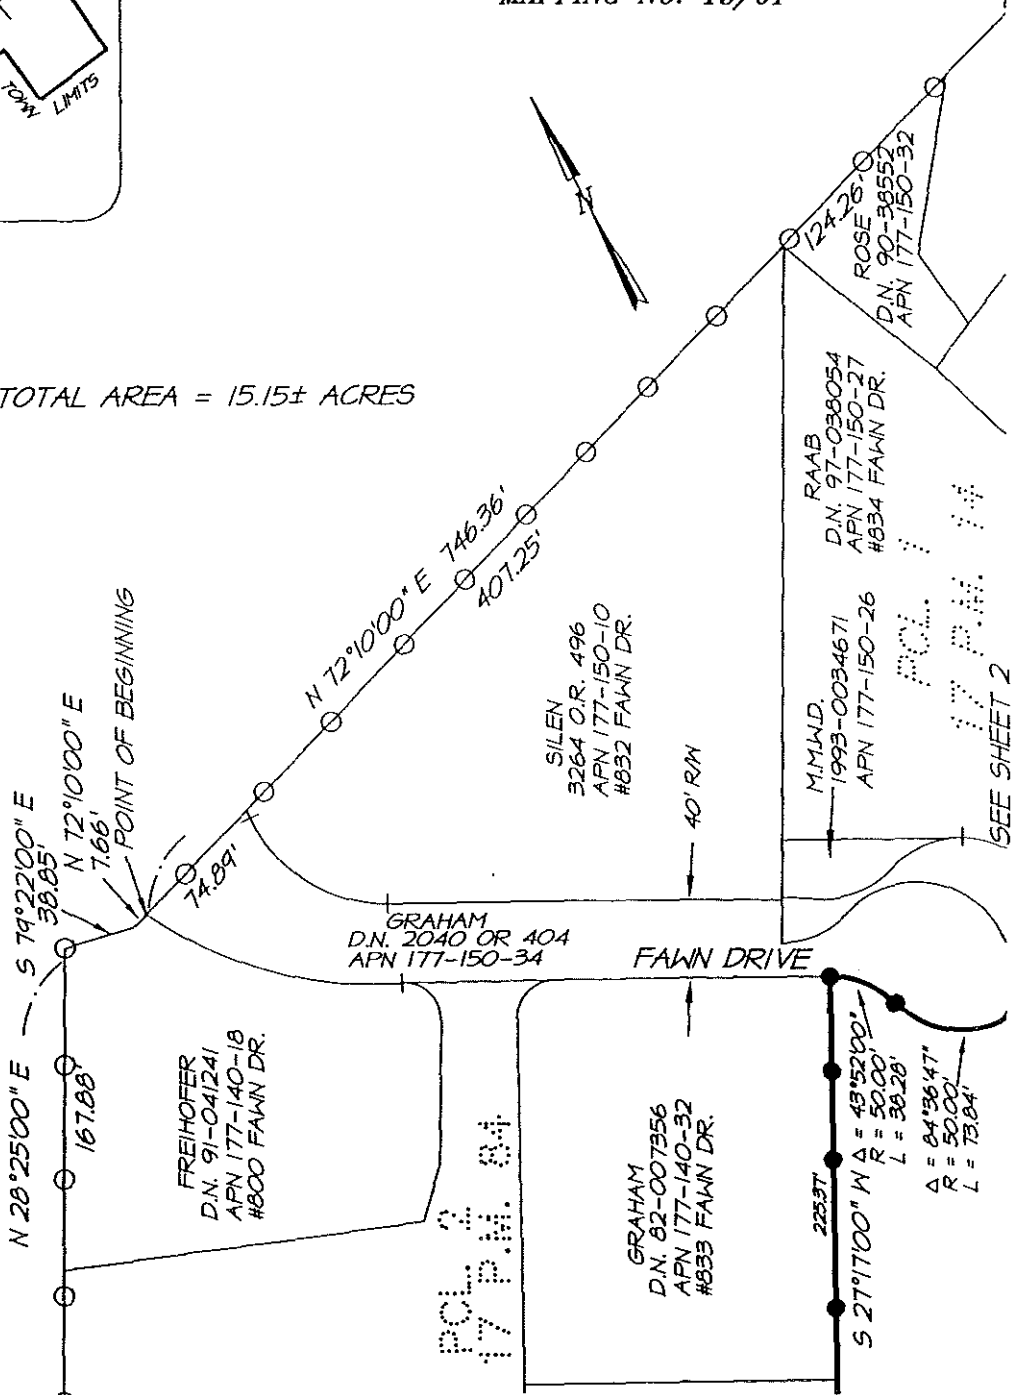 MAPPING NO. 15/01
TOWN
LIMITS
N
TOTAL AREA = 15.15± ACRES
124.26'
ROSE
D.N. 90-38552
APN 177-150-32
RAAB
D.N. 97-038054
APN 177-150-27
#834 FAWN DR.
N 72°10'00" E 746.36'
407.25'
SILEN
3264 O.R. 496
APN 177-150-10
#832 FAWN DR.
M.M.W.D.
1993-0034671
APN 177-150-26
PCL. 1
17 P.M. 14
SEE SHEET 2
40' R/W
S 79°22'00" E
38.85'
N 72°10'00" E
7.66'
POINT OF BEGINNING
74.89'
GRAHAM
D.N. 2040 OR 404
APN 177-150-34
FAWN DRIVE
N 28°25'00" E
167.88'
FREIHOFER
D.N. 91-041241
APN 177-140-18
#800 FAWN DR.
PCL. 2
17 P.M. 84
GRAHAM
D.N. 82-007356
APN 177-140-32
#833 FAWN DR.
225.37'
S 27°17'00" W
Δ = 43°52'00"
R = 50.00'
L = 38.28'
Δ = 84°36'47"
R = 50.00'
L = 73.84'